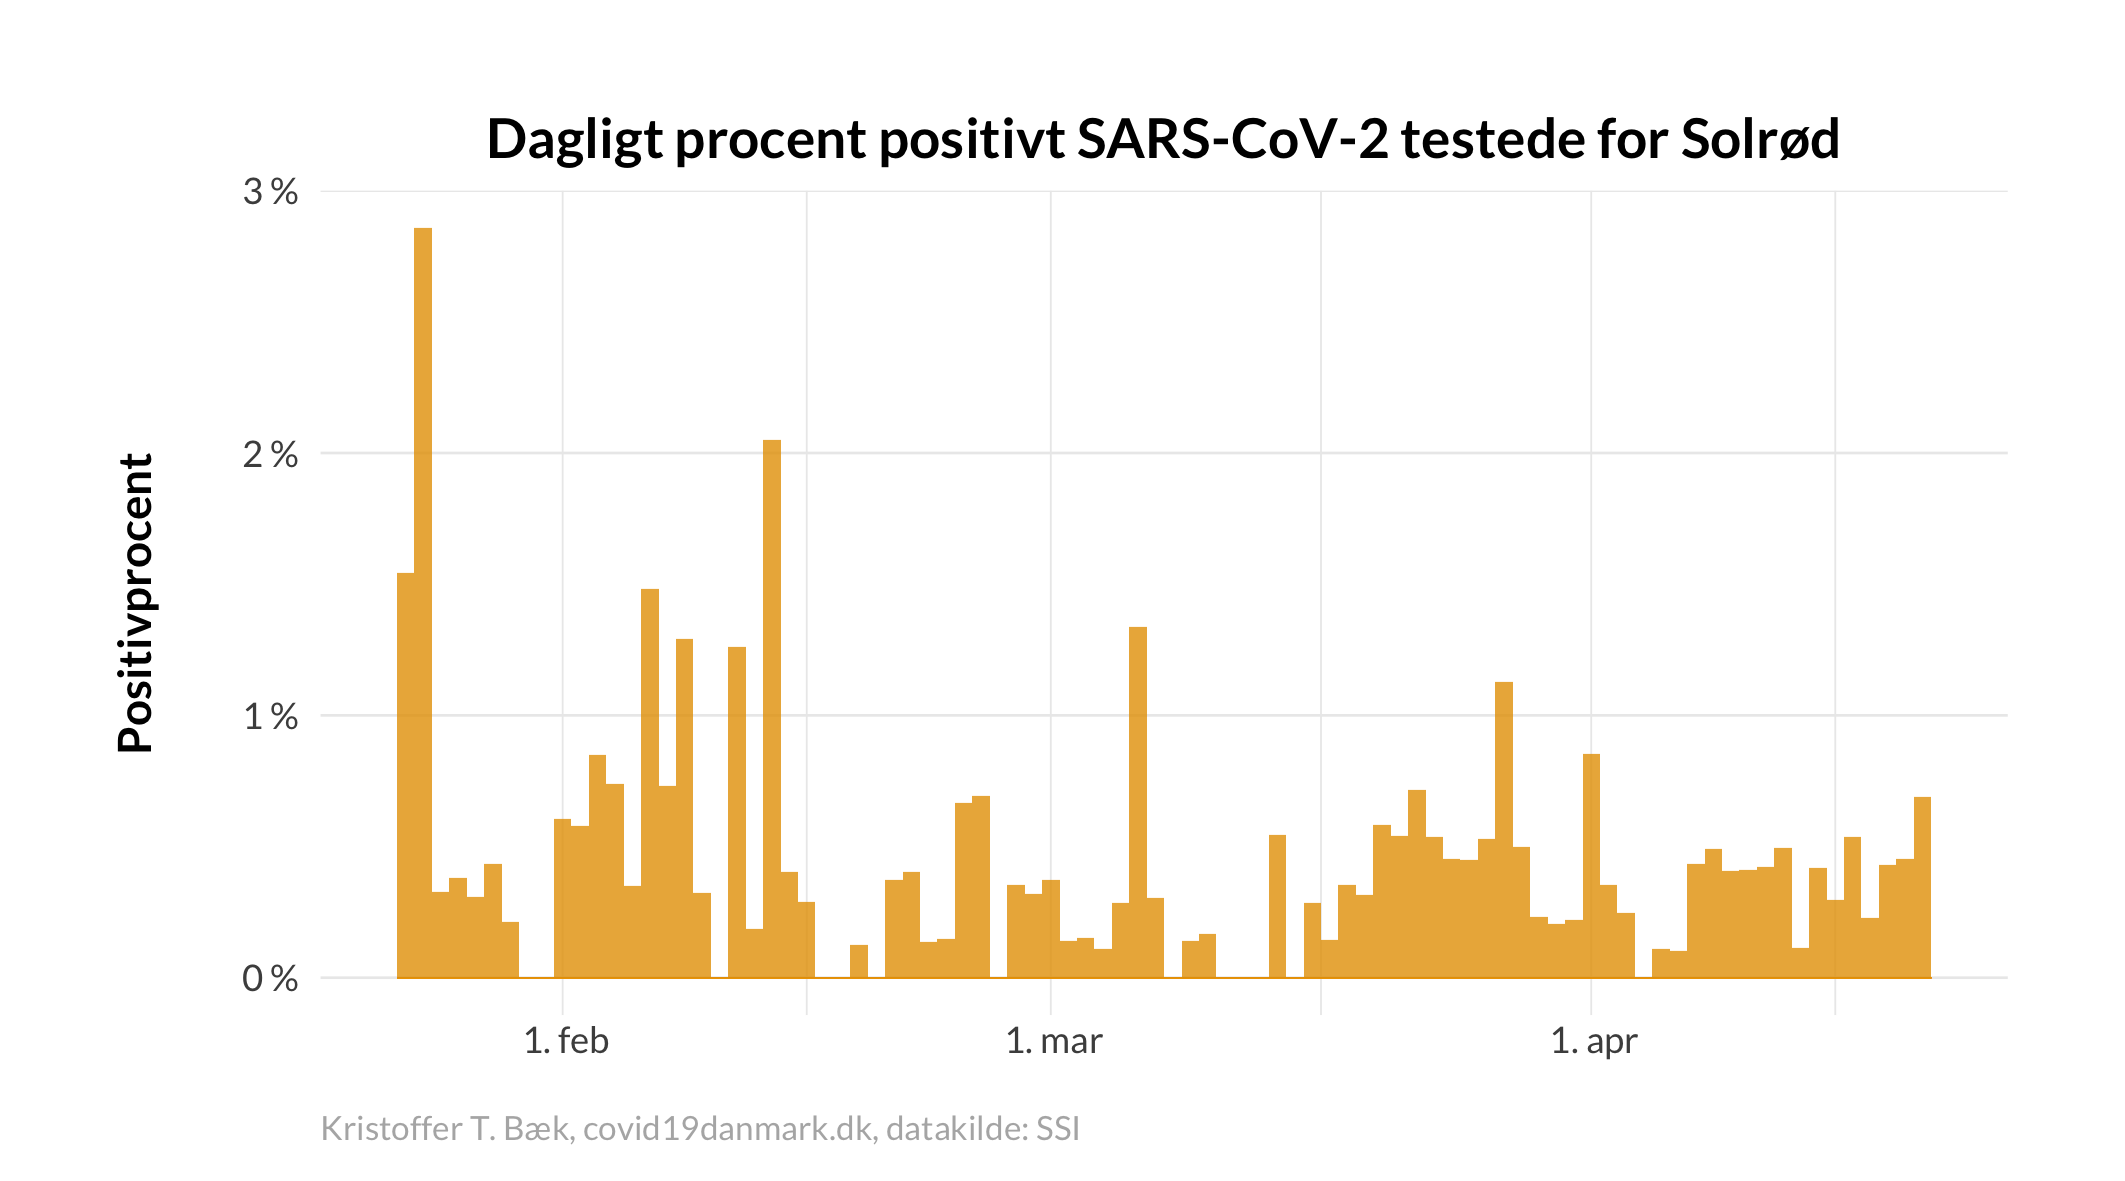 Dagligt procent positivt SARS-CoV-2 testede for Solrød
Positivprocent
3 %
2 %
1 %
0 %
1. feb
1. mar
1. apr
Kristoffer T. Bæk, covid19danmark.dk, datakilde: SSI